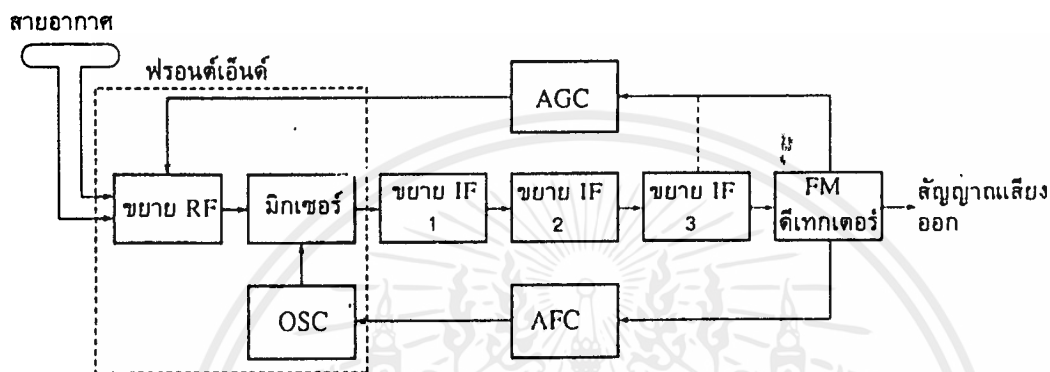 สายอากาศ
ฟรอนต์เอ็นด์
AGC
ขยาย RF
มิกเซอร์
ขยาย IF
1
ขยาย IF
2
ขยาย IF
3
FM
ดีเทกเตอร์
สัญญาณเสียง
ออก
OSC
AFC